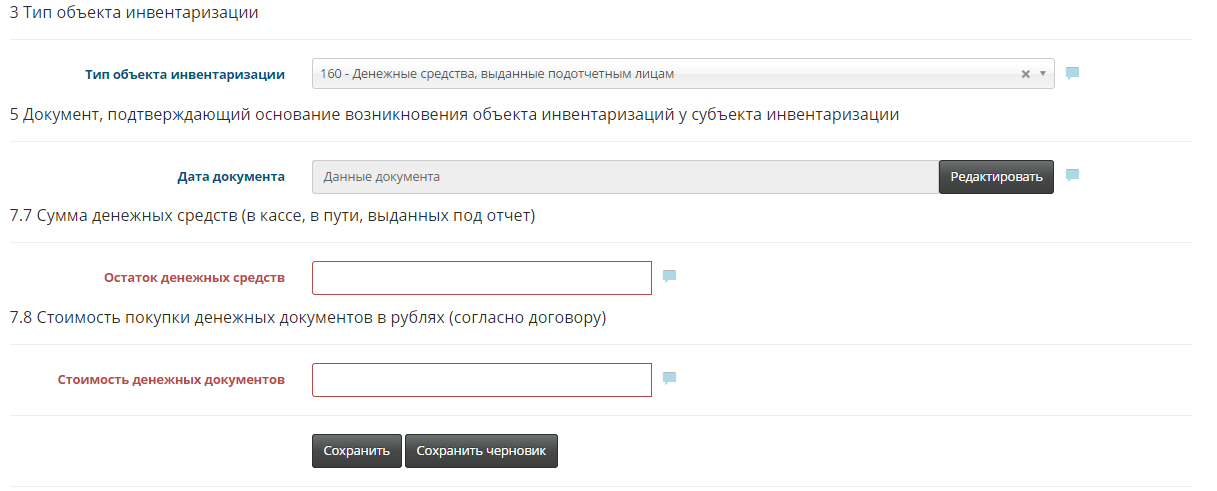 3 Тип объекта инвентаризации
Тип объекта инвентаризации 160 - Денежные средства, выданные подотчетным лицам
5 Документ, подтверждающий основание возникновения объекта инвентаризаций у субъекта инвентаризации
Дата документа Данные документа Редактировать
7.7 Сумма денежных средств (в кассе, в пути, выданных под отчет)
Остаток денежных средств
7.8 Стоимость покупки денежных документов в рублях (согласно договору)
Стоимость денежных документов
Сохранить Сохранить черновик